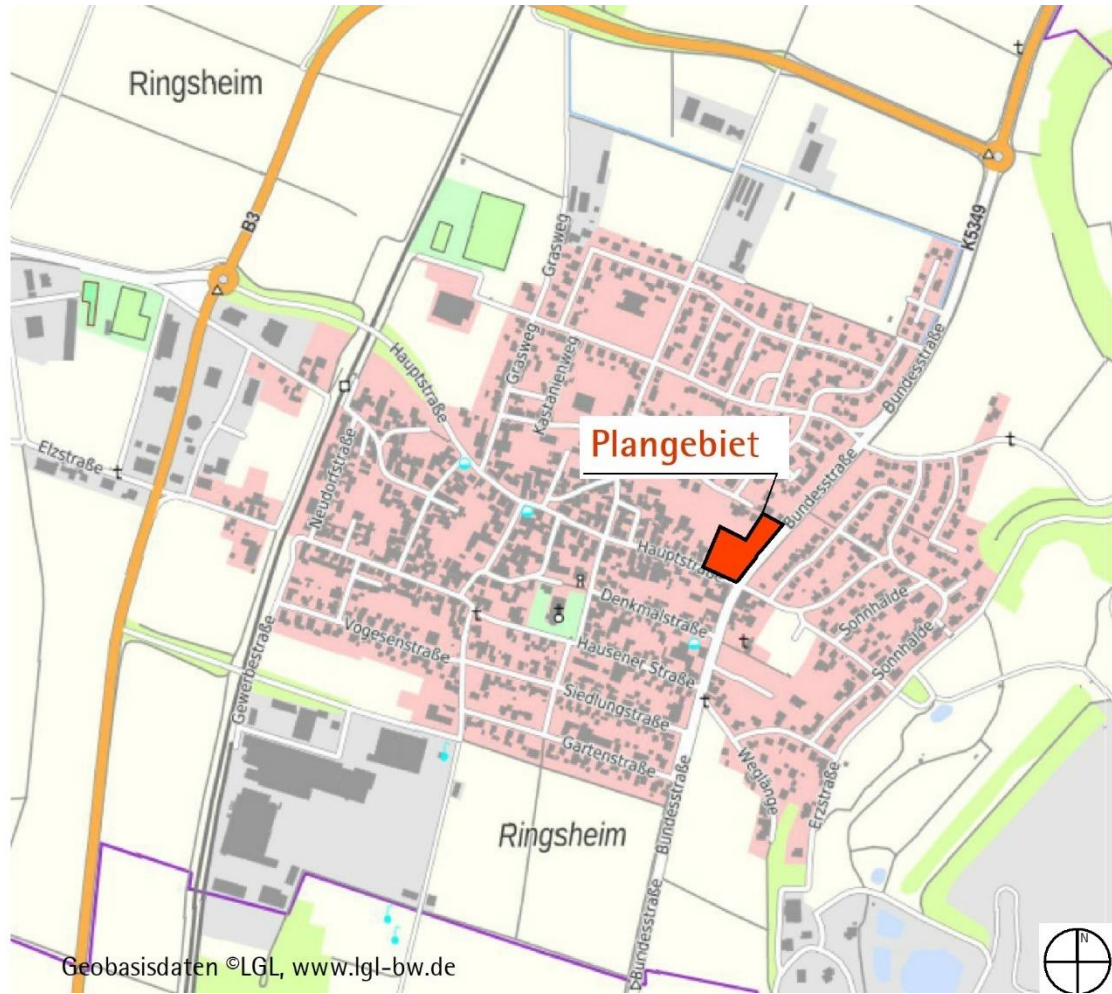 Ringsheim
B3
K5349
Grasweg
Grasweg
Kastanienweg
Hauptstraße
Bundesstraße
Plangebiet
Bundesstraße
Elzstraße
Neudorfstraße
Hauptstraße
Denkmalstraße
Sonnhalde
Sonnhalde
Vogesenstraße
Hausener Straße
Gewerbestraße
Siedlungstraße
Gartenstraße
Weglänge
Erzstraße
Bundesstraße
Ringsheim
Bundesstraße
Geobasisdaten ©LGL, www.lgl-bw.de
N